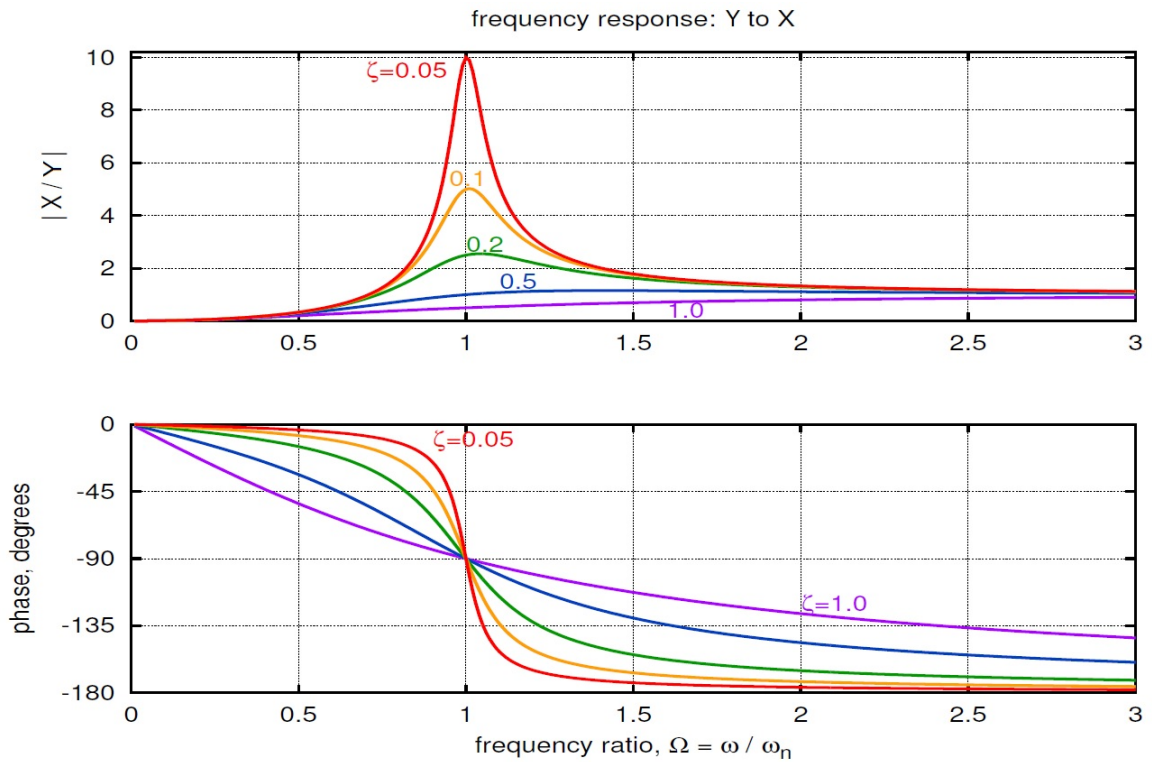 frequency response: Y to X
| X / Y |
10
8
6
4
2
0
ζ=0.05
0.1
0.2
0.5
1.0
0 0.5 1 1.5 2 2.5 3
phase, degrees
0
-45
-90
-135
-180
ζ=0.05
ζ=1.0
0 0.5 1 1.5 2 2.5 3
frequency ratio, Ω = ω / ωn